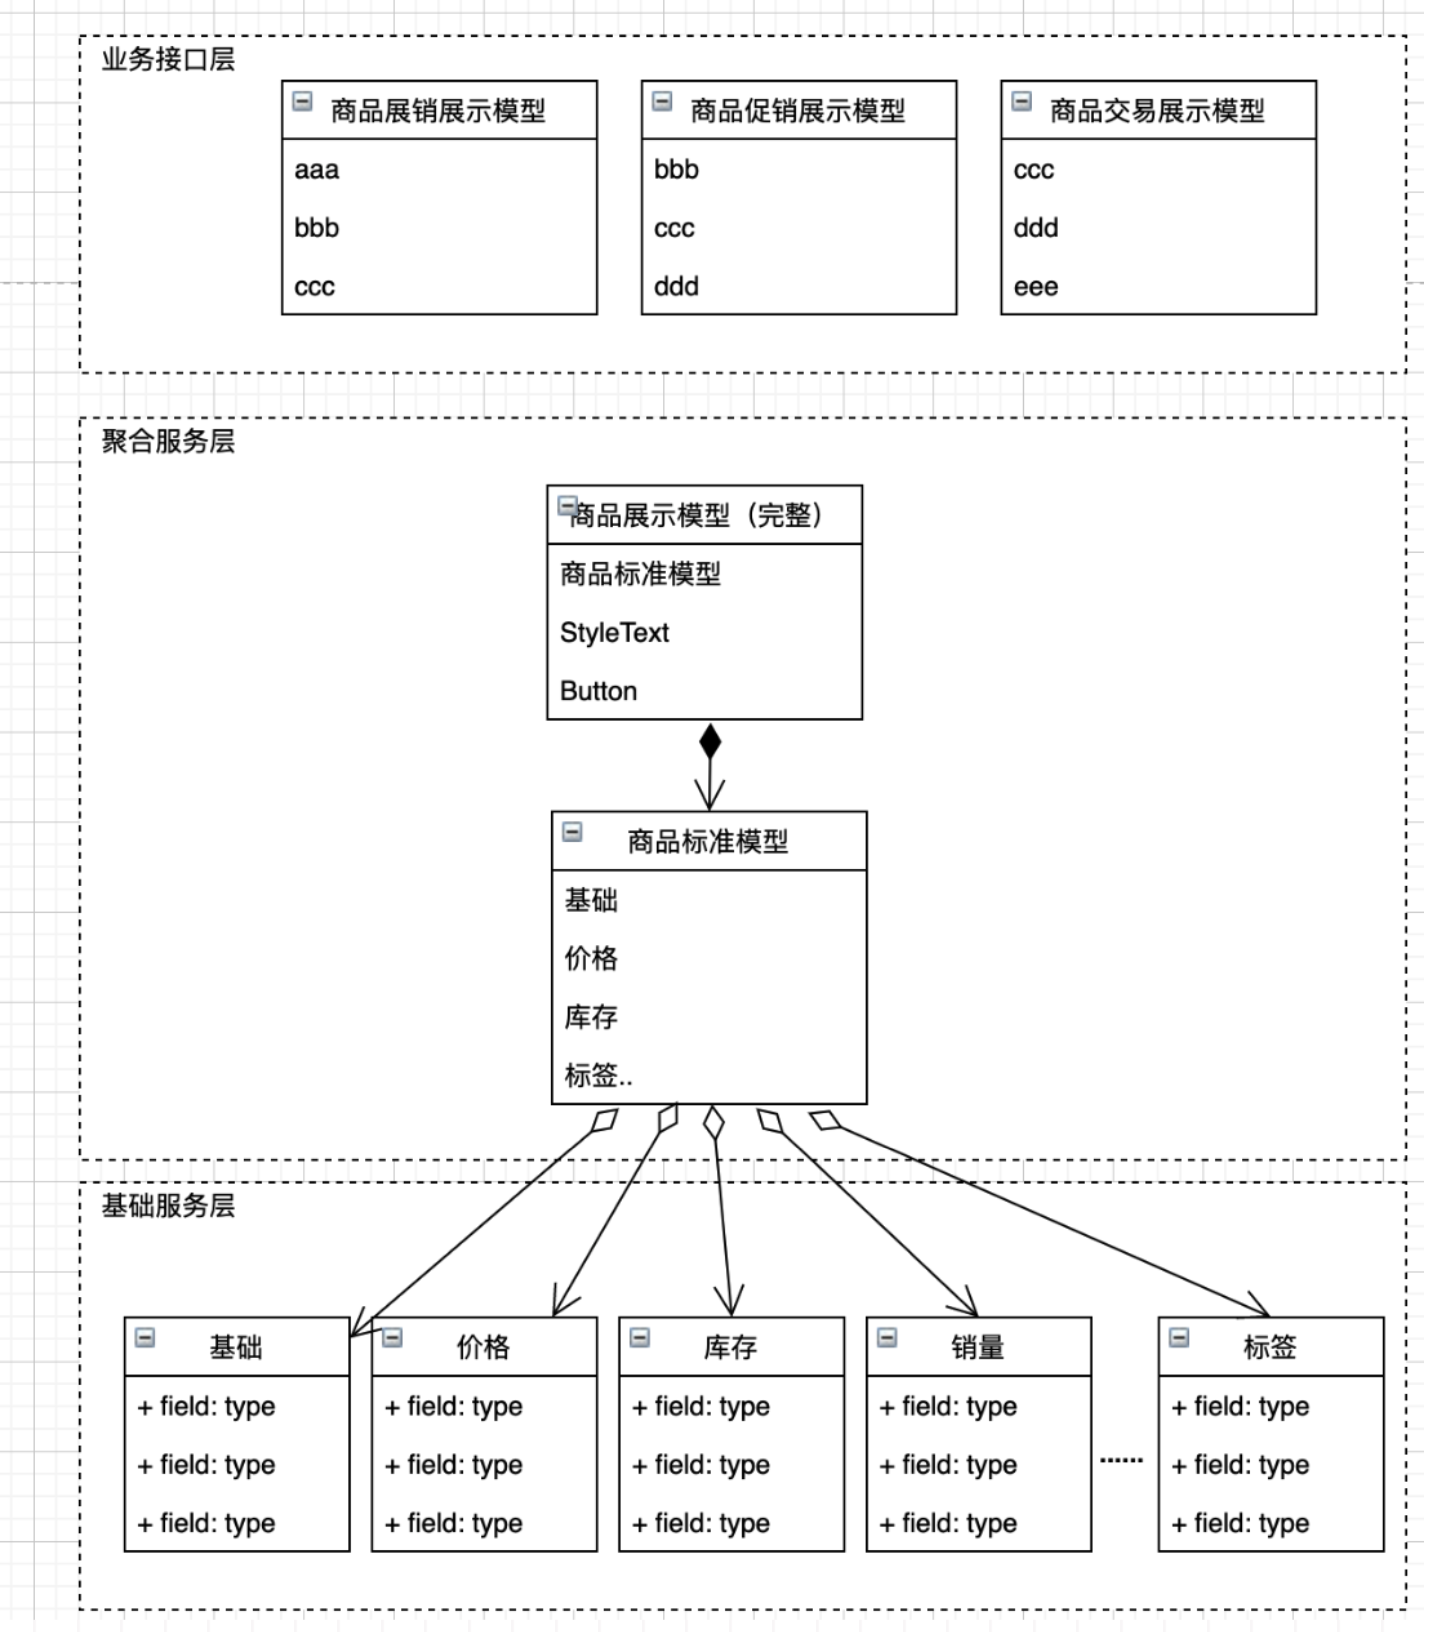 业务接口层
商品展销展示模型
aaa
bbb
ccc
商品促销展示模型
bbb
ccc
ddd
商品交易展示模型
ccc
ddd
eee
聚合服务层
商品展示模型（完整）
商品标准模型
StyleText
Button
商品标准模型
基础
价格
库存
标签..
基础服务层
基础
+ field: type
+ field: type
+ field: type
价格
+ field: type
+ field: type
+ field: type
库存
+ field: type
+ field: type
+ field: type
销量
+ field: type
+ field: type
+ field: type
......
标签
+ field: type
+ field: type
+ field: type